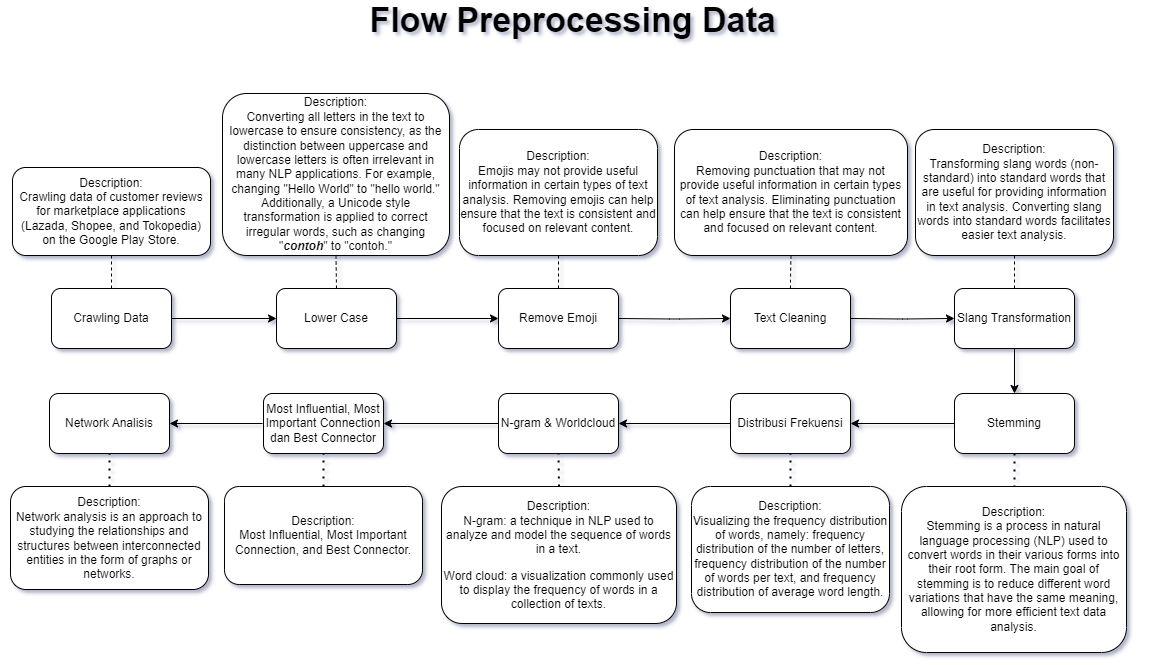 Flow Preprocessing Data
Description:
Crawling data of customer reviews
for marketplace applications
(Lazada, Shopee, and Tokopedia)
on the Google Play Store.
Description:
Converting all letters in the text to
lowercase to ensure consistency, as the
distinction between uppercase and
lowercase letters is often irrelevant in
many NLP applications. For example,
changing "Hello World" to "hello world."
Additionally, a Unicode style
transformation is applied to correct
irregular words, such as changing
"contoh" to "contoh."
Description:
Emojis may not provide useful
information in certain types of text
analysis. Removing emojis can help
ensure that the text is consistent and
focused on relevant content.
Description:
Removing punctuation that may not
provide useful information in certain types
of text analysis. Eliminating punctuation
can help ensure that the text is consistent
and focused on relevant content.
Description:
Transforming slang words (non-
standard) into standard words that
are useful for providing information
in text analysis. Converting slang
words into standard words facilitates
easier text analysis.
Crawling Data
Lower Case
Remove Emoji
Text Cleaning
Slang Transformation
Network Analisis
Most Influential, Most
Important Connection
dan Best Connector
N-gram & Worldcloud
Distribusi Frekuensi
Stemming
Description:
Network analysis is an approach to
studying the relationships and
structures between interconnected
entities in the form of graphs or
networks.
Description:
Most Influential, Most Important
Connection, and Best Connector.
Description:
N-gram: a technique in NLP used to
analyze and model the sequence of words
in a text.
Word cloud: a visualization commonly used
to display the frequency of words in a
collection of texts.
Description:
Visualizing the frequency distribution
of words, namely: frequency
distribution of the number of letters,
frequency distribution of the number
of words per text, and frequency
distribution of average word length.
Description:
Stemming is a process in natural
language processing (NLP) used to
convert words in their various forms into
their root form. The main goal of
stemming is to reduce different word
variations that have the same meaning,
allowing for more efficient text data
analysis.